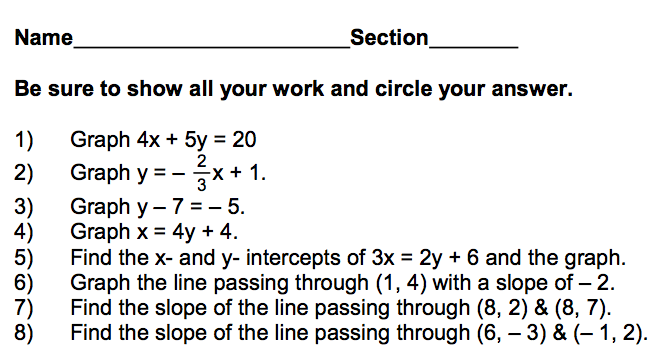 Name____________________Section_______
Be sure to show all your work and circle your answer.
1) Graph 4x + 5y = 20
2) Graph y = – 2/3 x + 1.
3) Graph y – 7 = – 5.
4) Graph x = 4y + 4.
5) Find the x- and y- intercepts of 3x = 2y + 6 and the graph.
6) Graph the line passing through (1, 4) with a slope of – 2.
7) Find the slope of the line passing through (8, 2) & (8, 7).
8) Find the slope of the line passing through (6, – 3) & (– 1, 2).